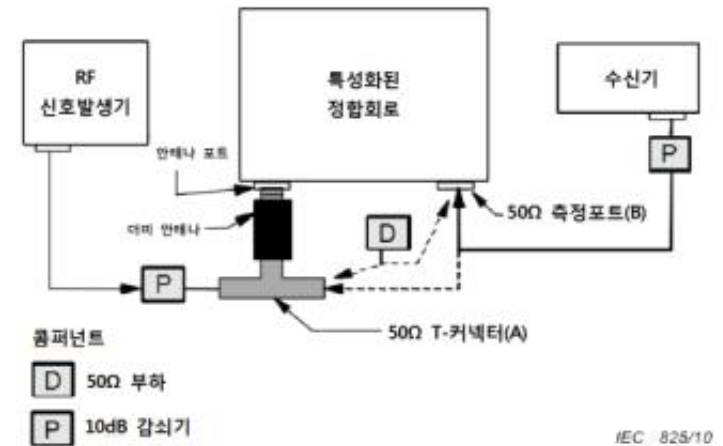 RF
신호발생기
특성화된
정합회로
수신기
P
안테나 포트
더미 안테나
D
50Ω 측정포트(B)
P
50Ω T-커넥터(A)
콤퍼넌트
D 50Ω 부하
P 10dB 감쇠기
IEC 825/10